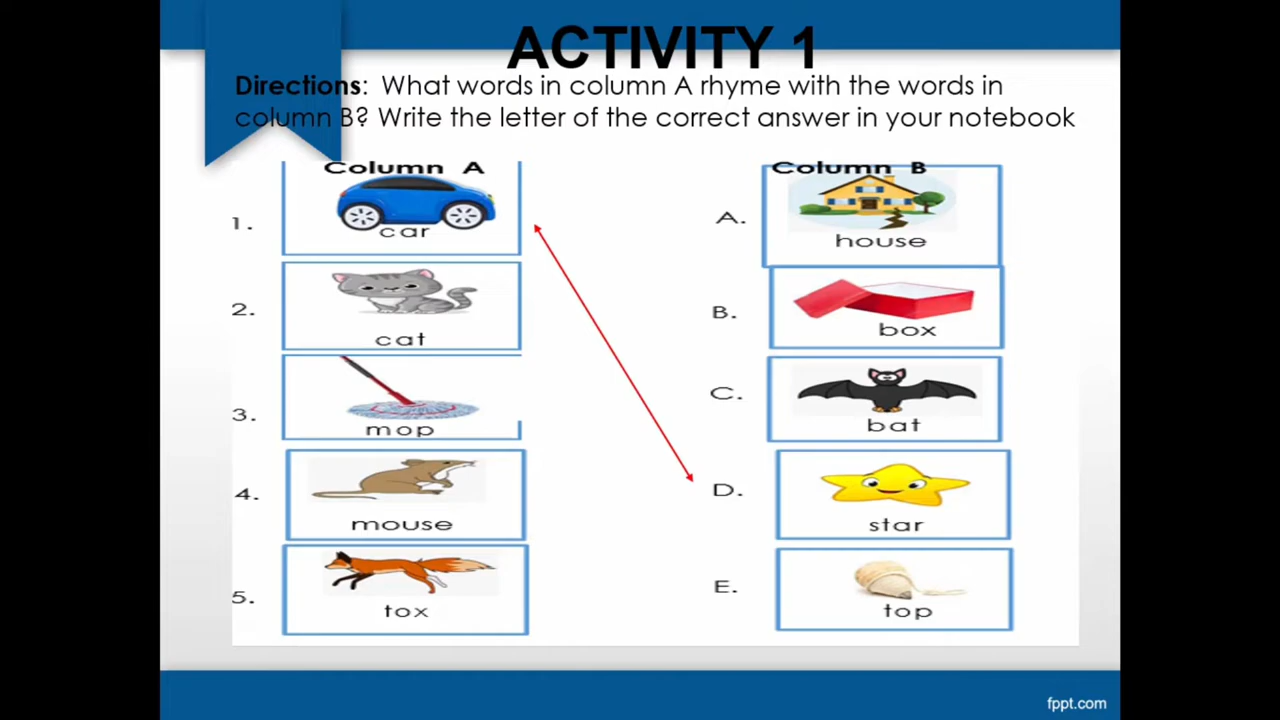 ACTIVITY 1
Directions: What words in column A rhyme with the words in
column B? Write the letter of the correct answer in your notebook
Column A
1.
car
2.
cat
3.
mop
4.
mouse
5.
tox
Column B
A.
house
B.
box
C.
bat
D.
star
E.
top
fppt.com